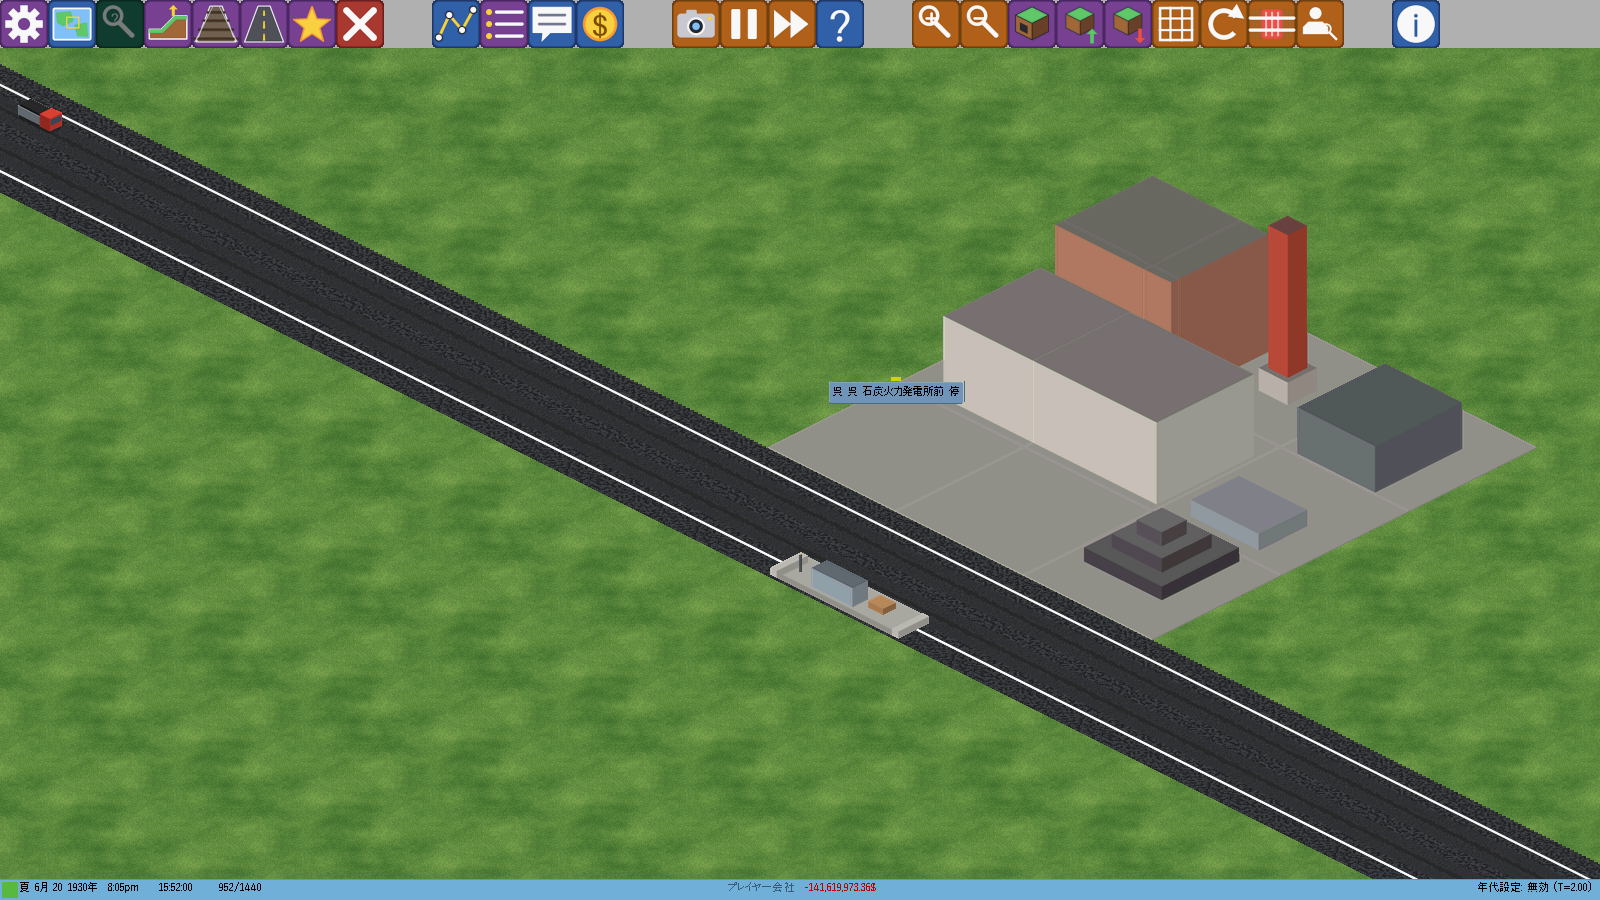 呉 呉 石炭火力発電所前 停
夏 6月 20 1930年 8:05pm 15:52:00 952/1440
プレイヤー会社 -141,619,973.36$
年代設定: 無効 (T=2.00)